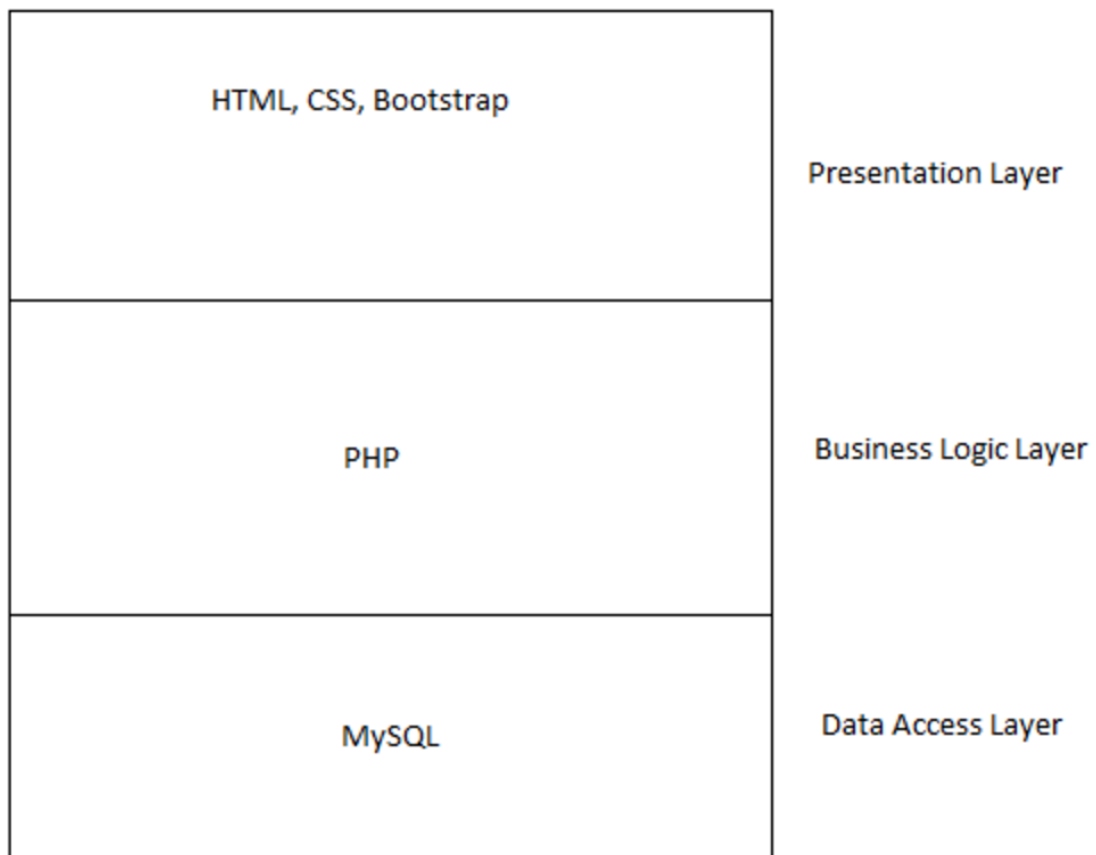 HTML, CSS, Bootstrap
Presentation Layer
PHP
Business Logic Layer
MySQL
Data Access Layer